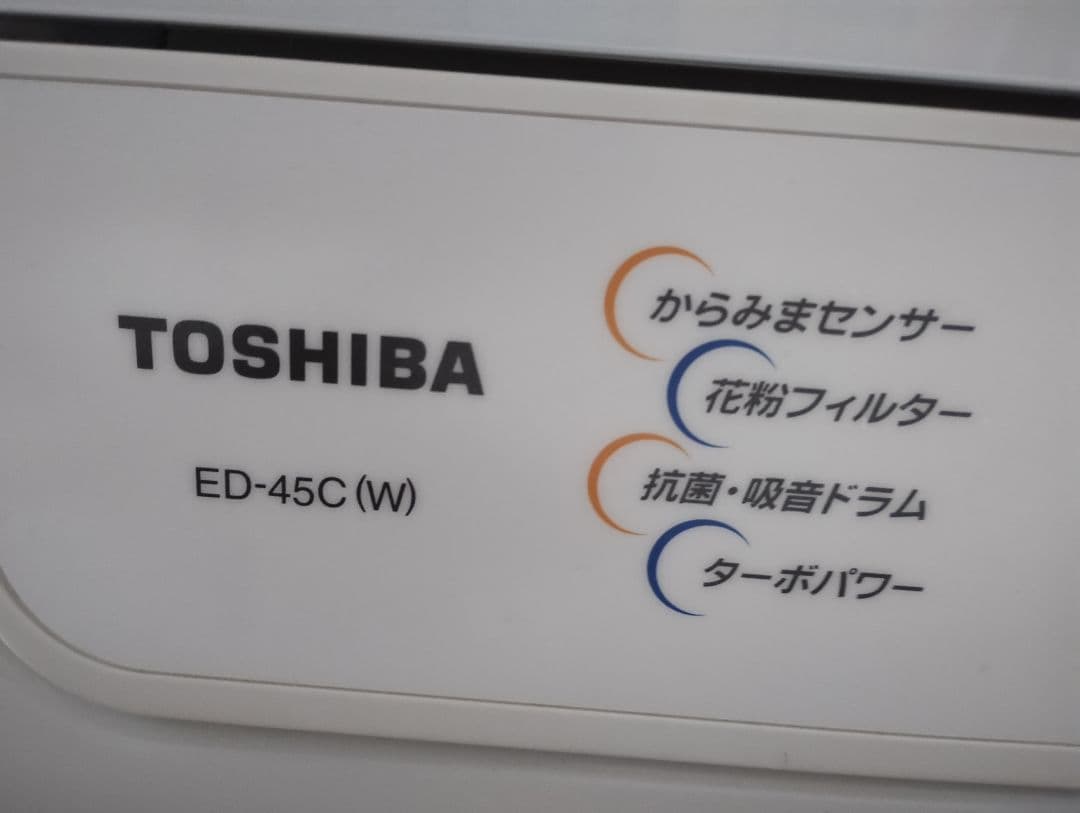 TOSHIBA
ED-45C(W)
からみまセンサー
花粉フィルター
抗菌・吸音ドラム
ターボパワー